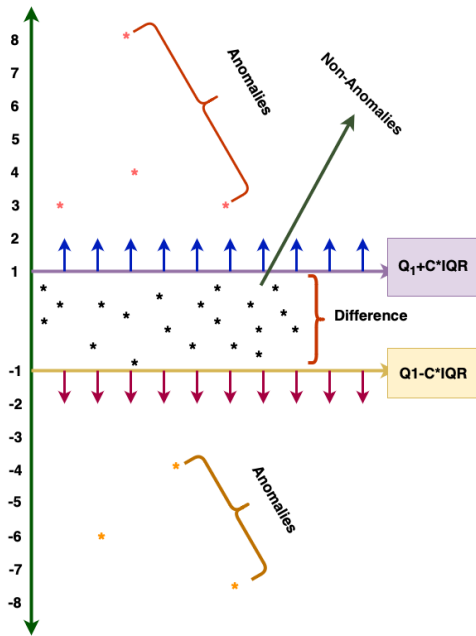 8
7
6
5
4
3
2
1
-1
-2
-3
-4
-5
-6
-7
-8
Anomalies
Non-Anomalies
Q₁+C*IQR
Difference
Q1-C*IQR
Anomalies